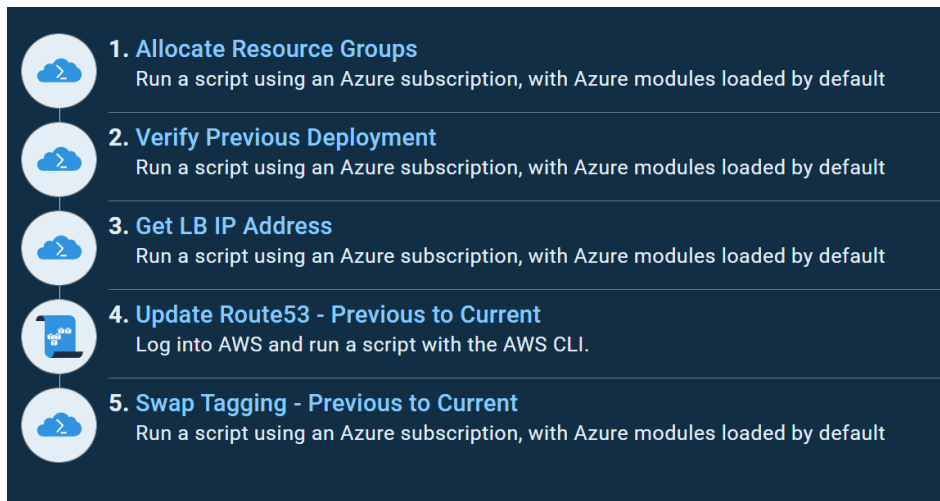 1. Allocate Resource Groups
Run a script using an Azure subscription, with Azure modules loaded by default
2. Verify Previous Deployment
Run a script using an Azure subscription, with Azure modules loaded by default
3. Get LB IP Address
Run a script using an Azure subscription, with Azure modules loaded by default
4. Update Route53 - Previous to Current
Log into AWS and run a script with the AWS CLI.
5. Swap Tagging - Previous to Current
Run a script using an Azure subscription, with Azure modules loaded by default